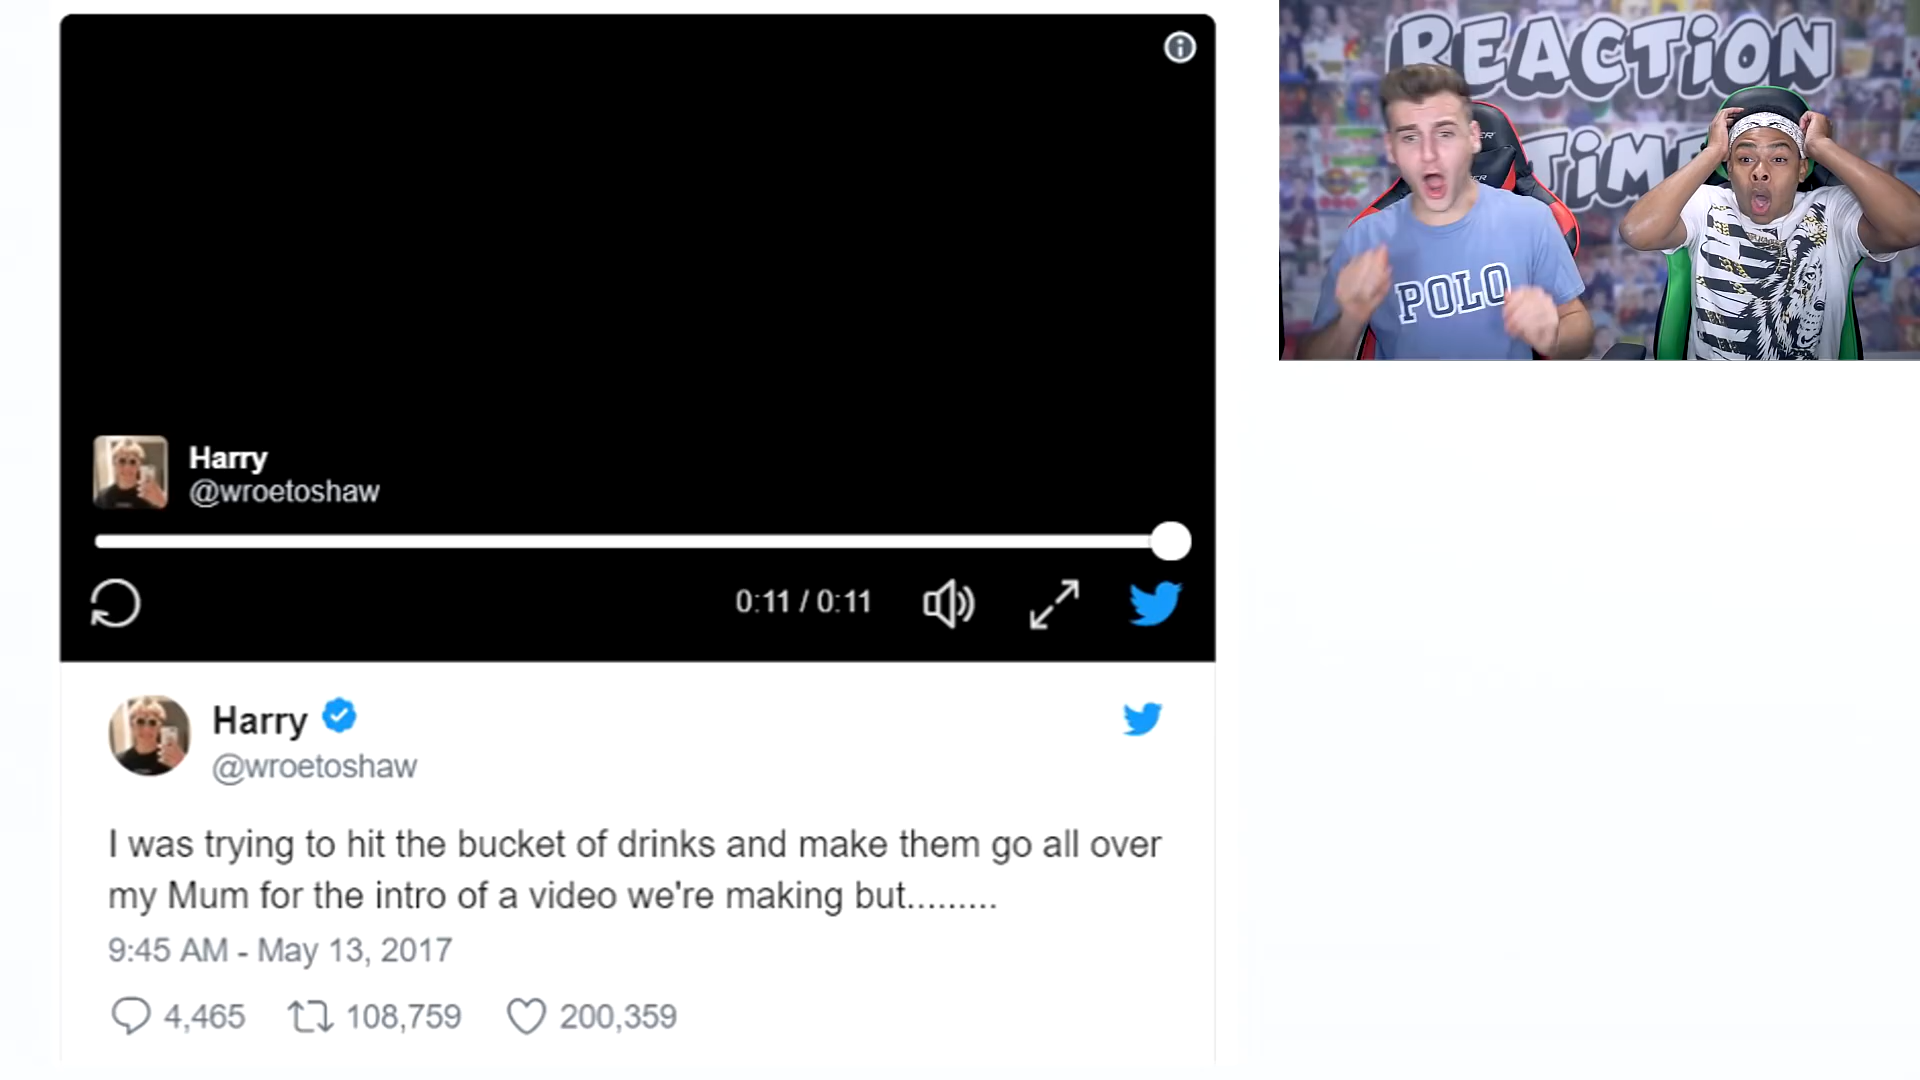 Harry
@wroetoshaw
0:11 / 0:11
Harry
@wroetoshaw
I was trying to hit the bucket of drinks and make them go all over
my Mum for the intro of a video we're making but.........
9:45 AM - May 13, 2017
4,465 108,759 200,359
REACTiON
TiM
POLO